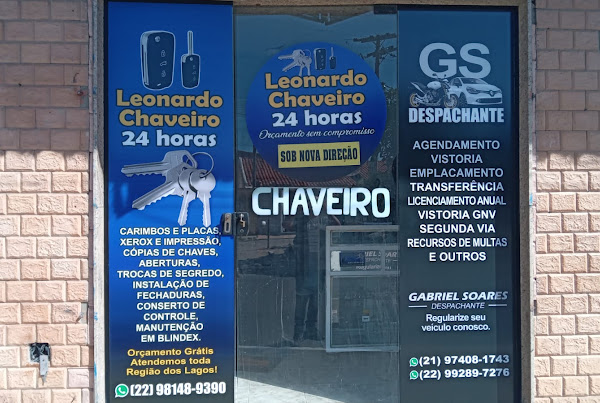 Leonardo
Chaveiro
24 horas
CARIMBOS E PLACAS,
XEROX E IMPRESSÃO,
CÓPIAS DE CHAVES,
ABERTURAS,
TROCAS DE SEGREDO,
INSTALAÇÃO DE
FECHADURAS,
CONSERTO DE
CONTROLE,
MANUTENÇÃO
EM BLINDEX.
Orçamento Grátis
Atendemos toda
Região dos Lagos!
(22) 98148-9390
Leonardo
Chaveiro
24 horas
Orçamento sem compromisso
SOB NOVA DIREÇÃO
CHAVEIRO
GS
DESPACHANTE
AGENDAMENTO
VISTORIA
EMPLACAMENTO
TRANSFERÊNCIA
LICENCIAMENTO ANUAL
VISTORIA GNV
SEGUNDA VIA
RECURSOS DE MULTAS
E OUTROS
GABRIEL SOARES
DESPACHANTE
Regularize seu
veículo conosco.
(21) 97408-1743
(22) 99289-7276